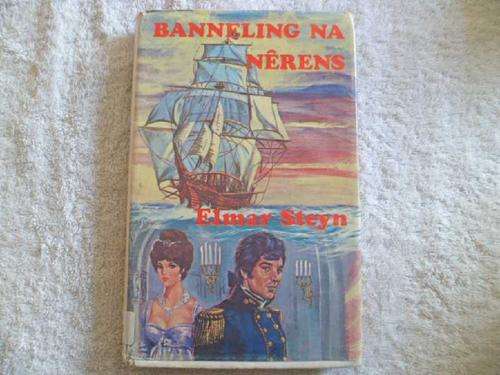 BANNELING NA
NÊRENS
Elmar Steyn